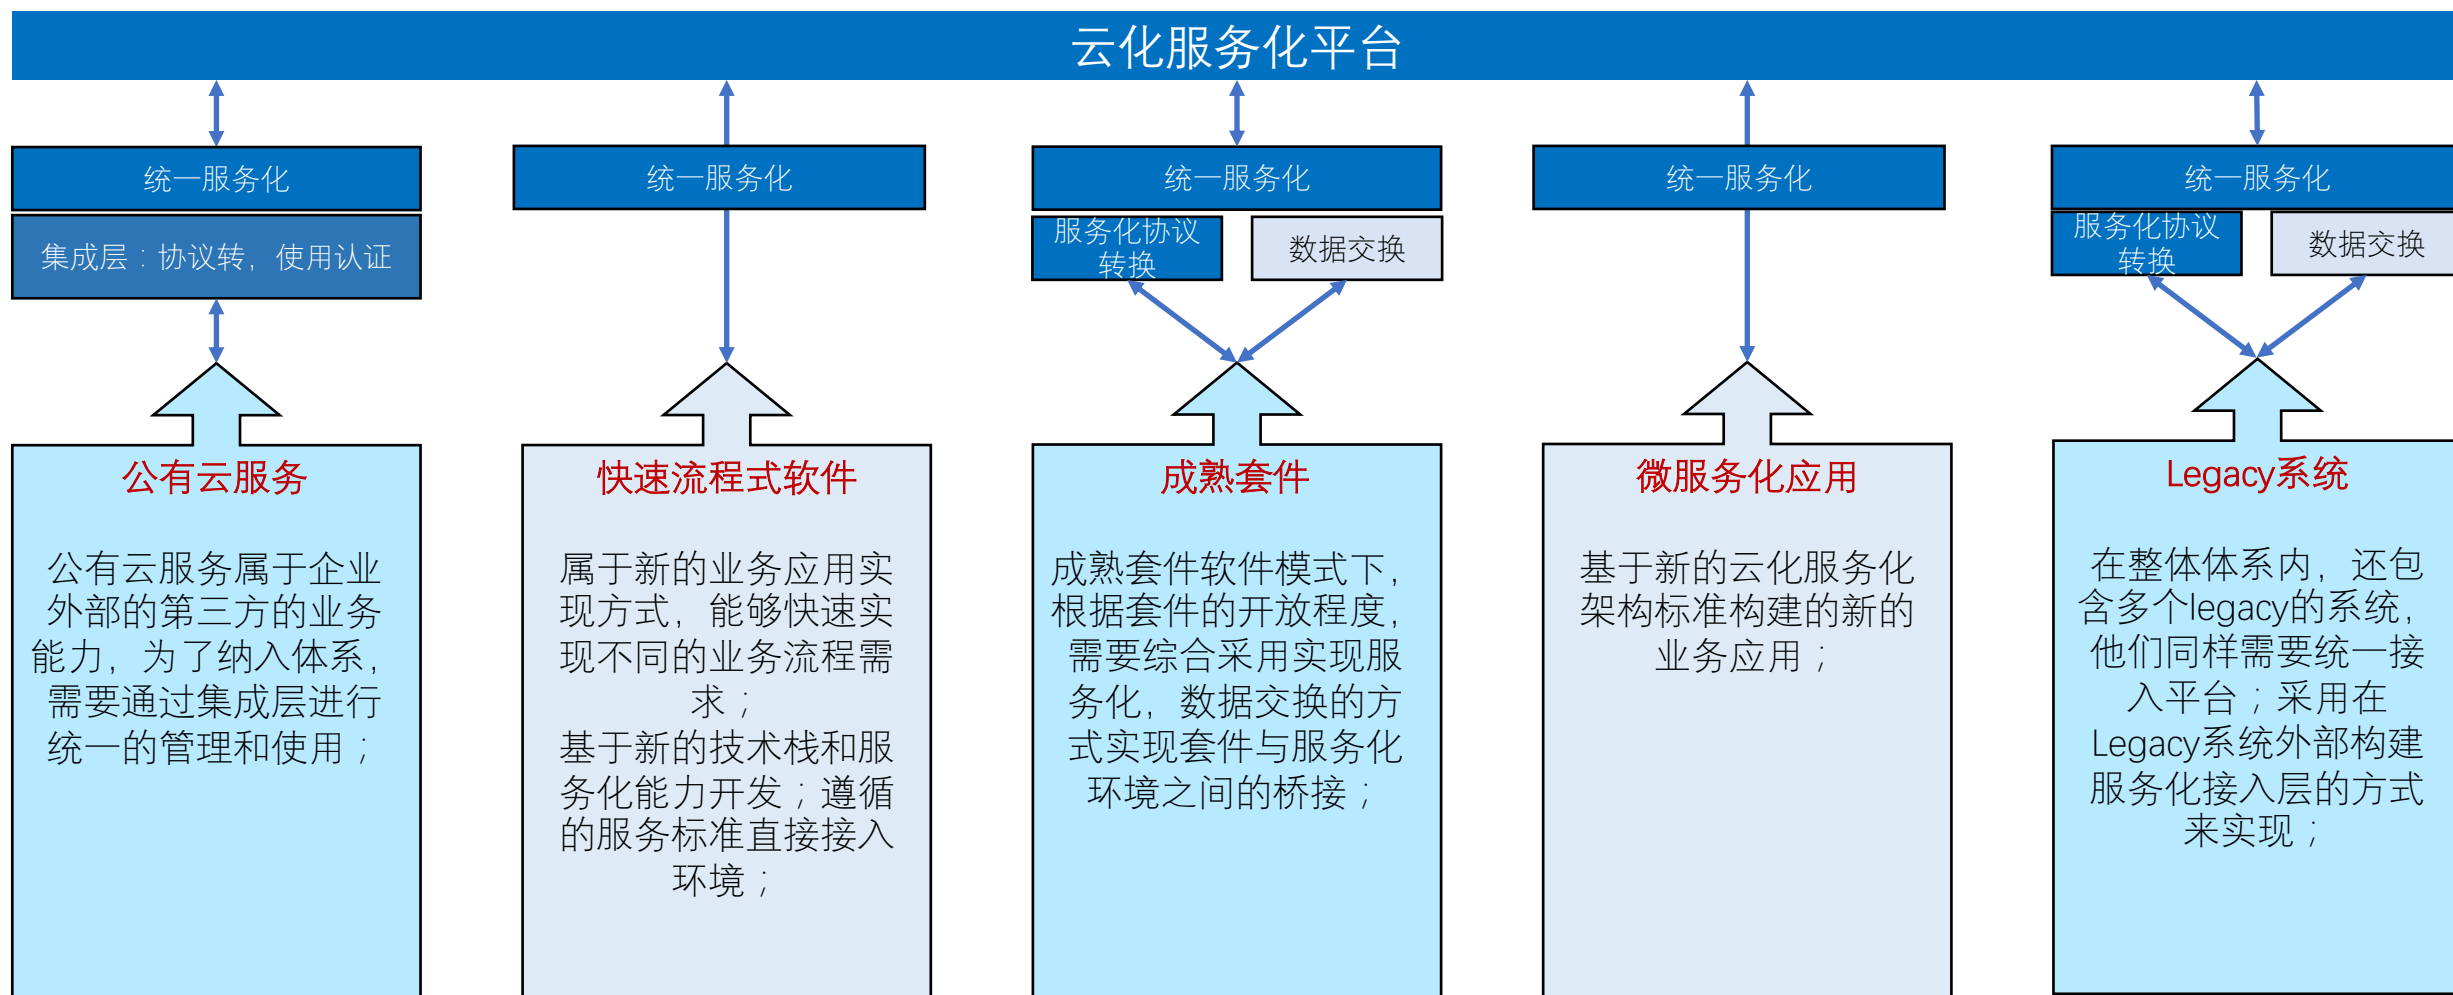 云化服务化平台
统一服务化
统一服务化
统一服务化
统一服务化
统一服务化
集成层：协议转，使用认证
服务化协议
转换
数据交换
服务化协议
转换
数据交换
公有云服务
公有云服务属于企业
外部的第三方的业务
能力，为了纳入体系，
需要通过集成层进行
统一的管理和使用；
快速流程式软件
属于新的业务应用实
现方式，能够快速实
现不同的业务流程需
求；
基于新的技术栈和服
务化能力开发；遵循
的服务标准直接接入
环境；
成熟套件
成熟套件软件模式下，
根据套件的开放程度，
需要综合采用实现服
务化，数据交换的方
式实现套件与服务化
环境之间的桥接；
微服务化应用
基于新的云化服务化
架构标准构建的新的
业务应用；
Legacy系统
在整体体系内，还包
含多个legacy的系统，
他们同样需要统一接
入平台；采用在
Legacy系统外部构建
服务化接入层的方式
来实现；